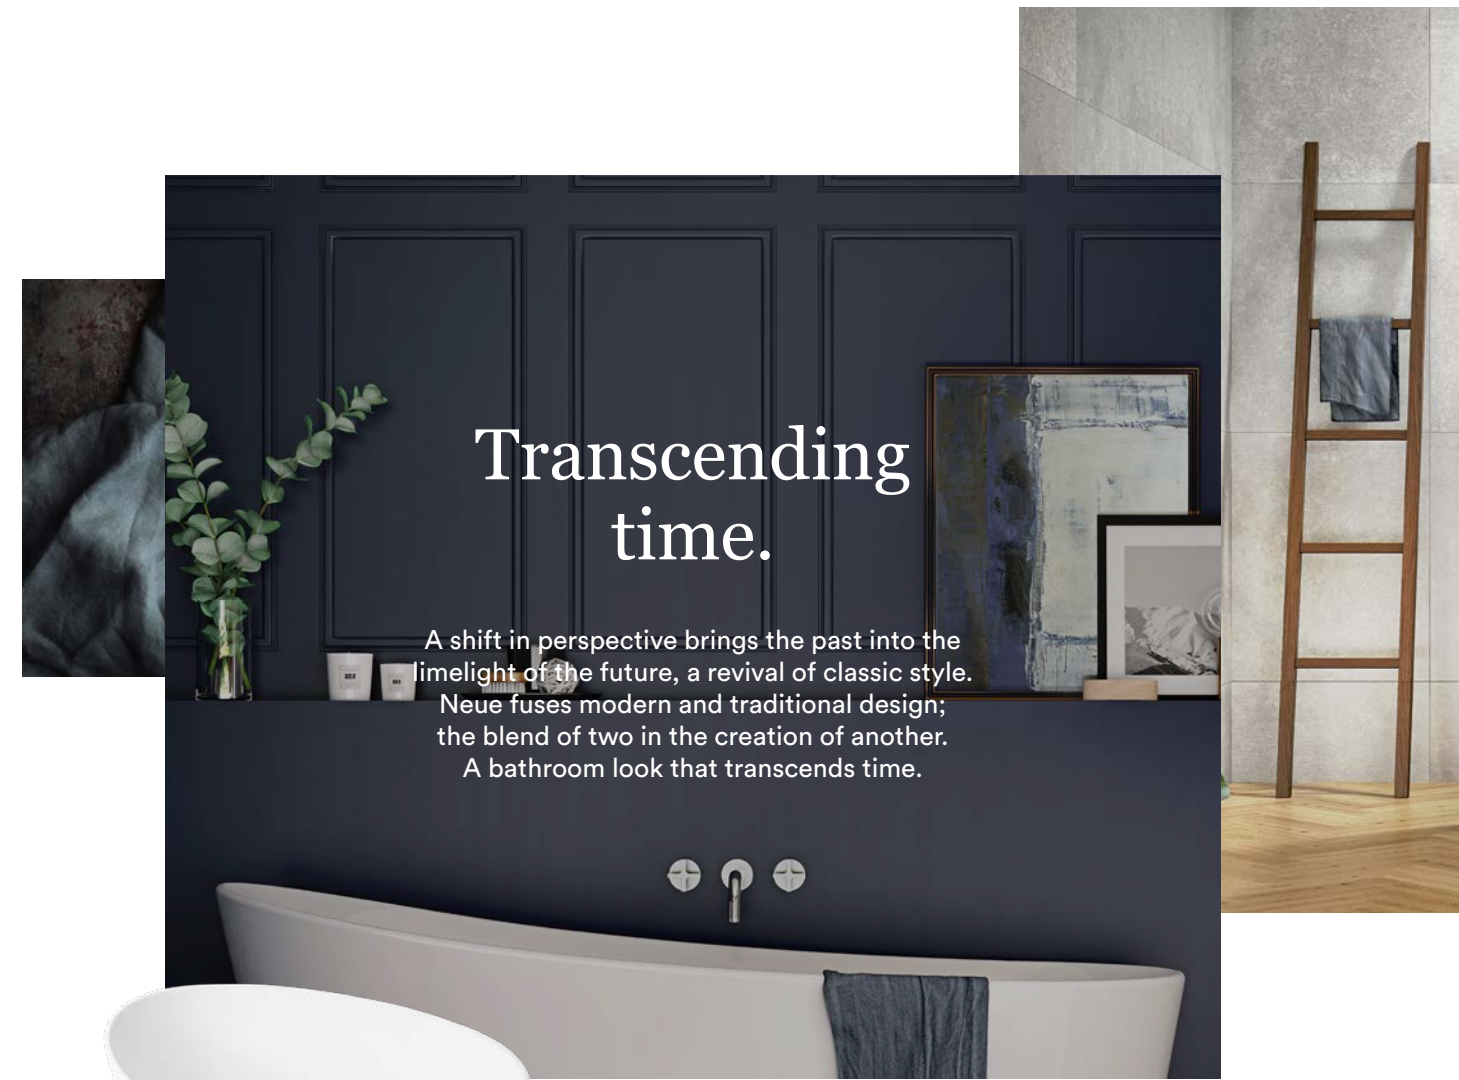 Transcending
time.
A shift in perspective brings the past into the
limelight of the future, a revival of classic style.
Neue fuses modern and traditional design;
the blend of two in the creation of another.
A bathroom look that transcends time.